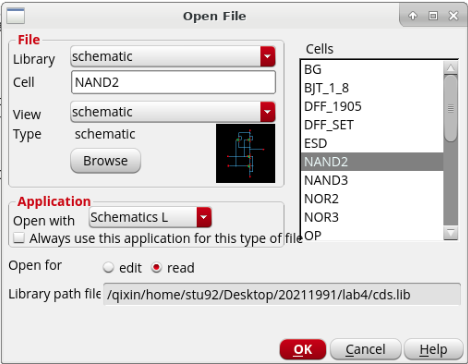 Open File
File
Library schematic
Cell NAND2
View schematic
Type schematic
Browse
Application
Open with Schematics L
Always use this application for this type of file
Cells
BG
BJT_1_8
DFF_1905
DFF_SET
ESD
NAND2
NAND3
NOR2
NOR3
OP
Open for edit read
Library path file /qixin/home/stu92/Desktop/20211991/lab4/cds.lib
OK Cancel Help